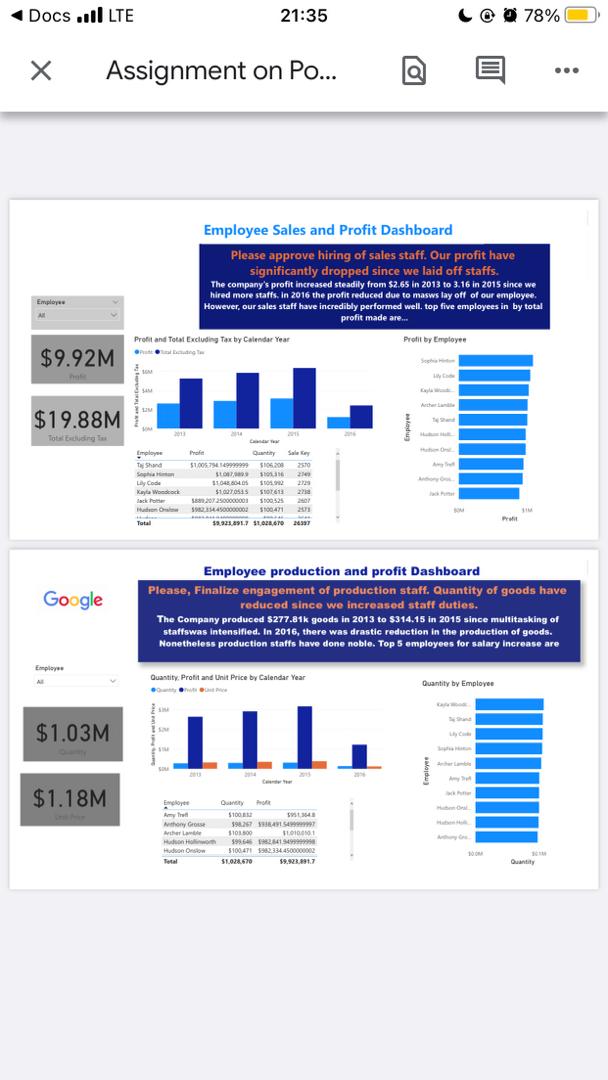 Docs LTE 21:35 78%
Assignment on Po...
Employee Sales and Profit Dashboard
Please approve hiring of sales staff. Our profit have
significantly dropped since we laid off staffs.
The company's profit increased steadily from $2.65 in 2013 to 3.16 in 2015 since we
hired more staffs. in 2016 the profit reduced due to masws lay off of our employee.
However, our sales staff have incredibly performed well. top five employees in by total
profit made are...
Employee
All
$9.92M
Profit
$19.88M
Total Excluding Tax
Profit and Total Excluding Tax by Calendar Year
Profit Total Excluding Tax
Profit and Total Excluding Tax
$6M
$4M
$2M
$0M
2013 2014 2015 2016
Calendar Year
Employee Profit Quantity Sale Key
Taj Shand $1,005,794.149999999 $106,208 2570
Sophia Hinton $1,087,989.9 $105,316 2749
Lily Code $1,048,804.05 $105,992 2729
Kayla Woodcock $1,027,053.5 $107,613 2738
Jack Potter $889,207.2500000003 $100,525 2607
Hudson Onslow $982,334.4500000002 $100,471 2573
Total $9,923,891.7 $1,028,670 26397
Profit by Employee
Employee
Sophia Hinton
Lily Code
Kayla Wood...
Archer Lamble
Taj Shand
Hudson Holli...
Hudson Onsl...
Amy Trefl
Anthony Gros...
Jack Potter
$0M $1M
Profit
Employee production and profit Dashboard
Google
Please, Finalize engagement of production staff. Quantity of goods have
reduced since we increased staff duties.
The Company produced $277.81k goods in 2013 to $314.15 in 2015 since multitasking of
staffswas intensified. In 2016, there was drastic reduction in the production of goods.
Nonetheless production staffs have done noble. Top 5 employees for salary increase are
Employee
All
$1.03M
Quantity
$1.18M
Unit Price
Quantity, Profit and Unit Price by Calendar Year
Quantity Profit Unit Price
Quantity, Profit and Unit Price
$3M
$2M
$1M
$0M
2013 2014 2015 2016
Calendar Year
Employee Quantity Profit
Amy Trefl $100,832 $951,364.8
Anthony Grosse $98,267 $938,491.5499999997
Archer Lamble $103,800 $1,010,010.1
Hudson Hollinworth $99,646 $982,841.9499999998
Hudson Onslow $100,471 $982,334.4500000002
Total $1,028,670 $9,923,891.7
Quantity by Employee
Employee
Kayla Woodc...
Taj Shand
Lily Code
Sophia Hinton
Archer Lamble
Amy Trefl
Jack Potter
Hudson Onsl...
Hudson Holli...
Anthony Gro...
$0.0M $0.1M
Quantity